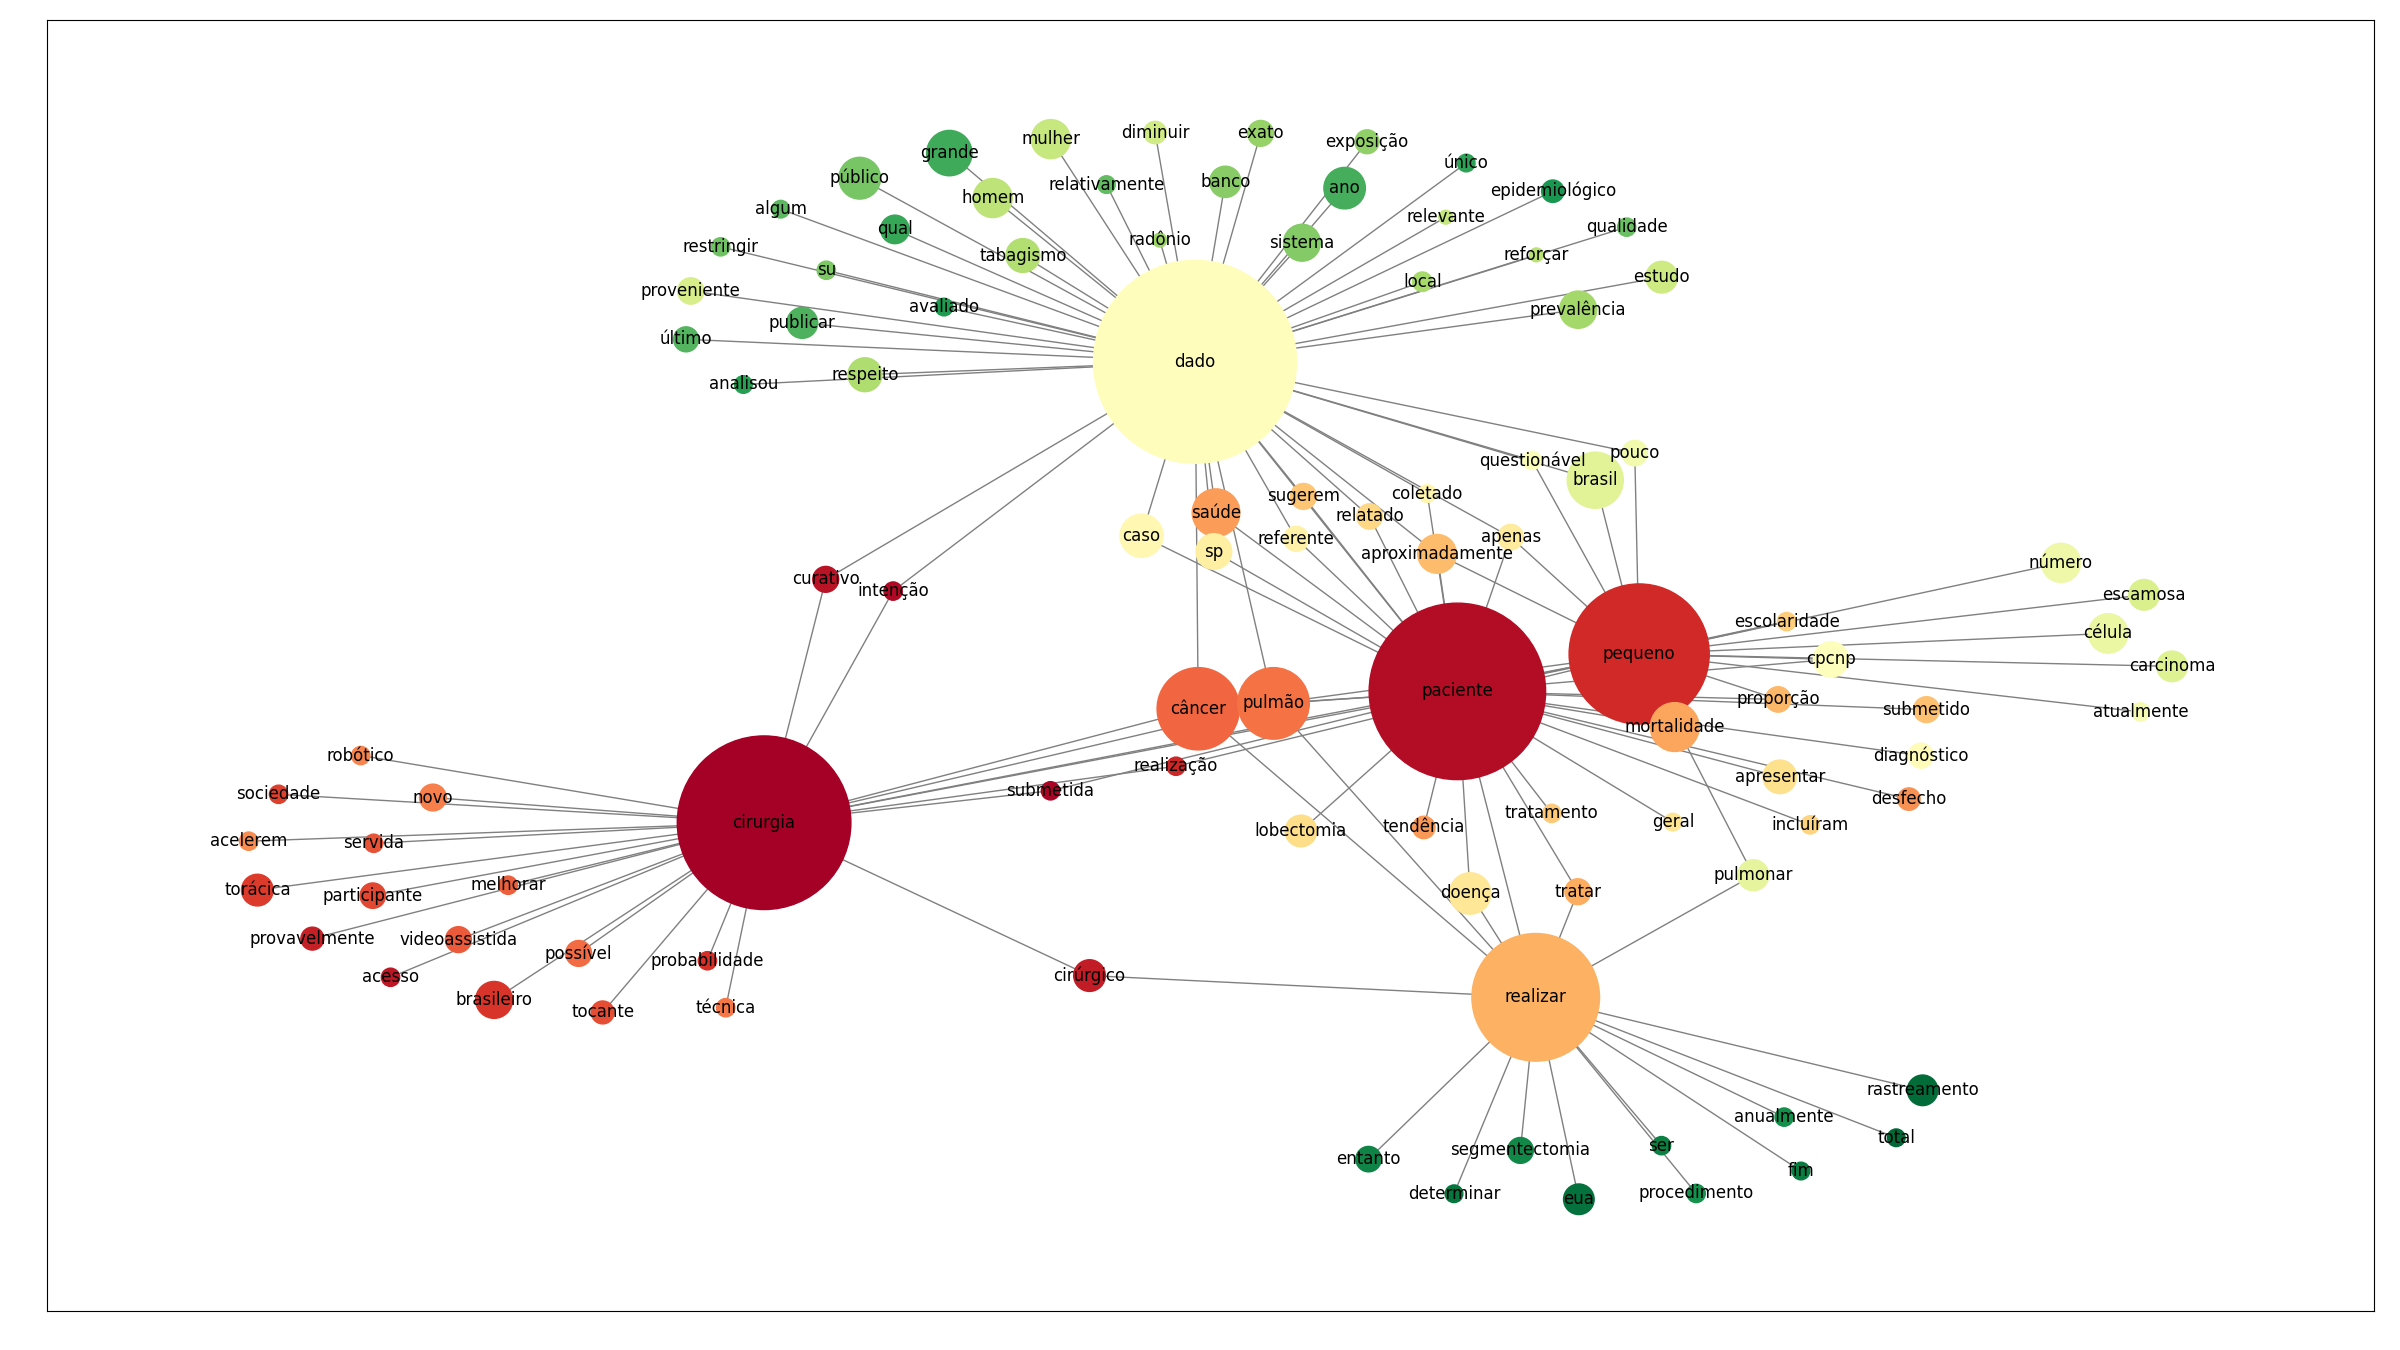 mulher
diminuir
exato
exposição
grande
único
público
homem
relativamente
banco
ano
epidemiológico
algum
qual
relevante
qualidade
restringir
tabagismo
radônio
sistema
reforçar
su
proveniente
local
estudo
avaliado
prevalência
publicar
último
dado
analisou
respeito
questionável
pouco
brasil
sugerem
coletado
saúde
relatado
caso
referente
apenas
sp
aproximadamente
número
curativo
intenção
escamosa
escolaridade
célula
pequeno
cpcnp
carcinoma
paciente
câncer
pulmão
proporção
submetido
atualmente
mortalidade
robótico
realização
diagnóstico
apresentar
sociedade
novo
submetida
desfecho
cirurgia
lobectomia
tendência
tratamento
geral
incluíram
acelerem
servida
torácica
participante
melhorar
pulmonar
doença
tratar
provavelmente
videoassistida
possível
probabilidade
acesso
cirúrgico
brasileiro
tocante
técnica
realizar
rastreamento
anualmente
total
entanto
segmentectomia
ser
fim
determinar
eua
procedimento